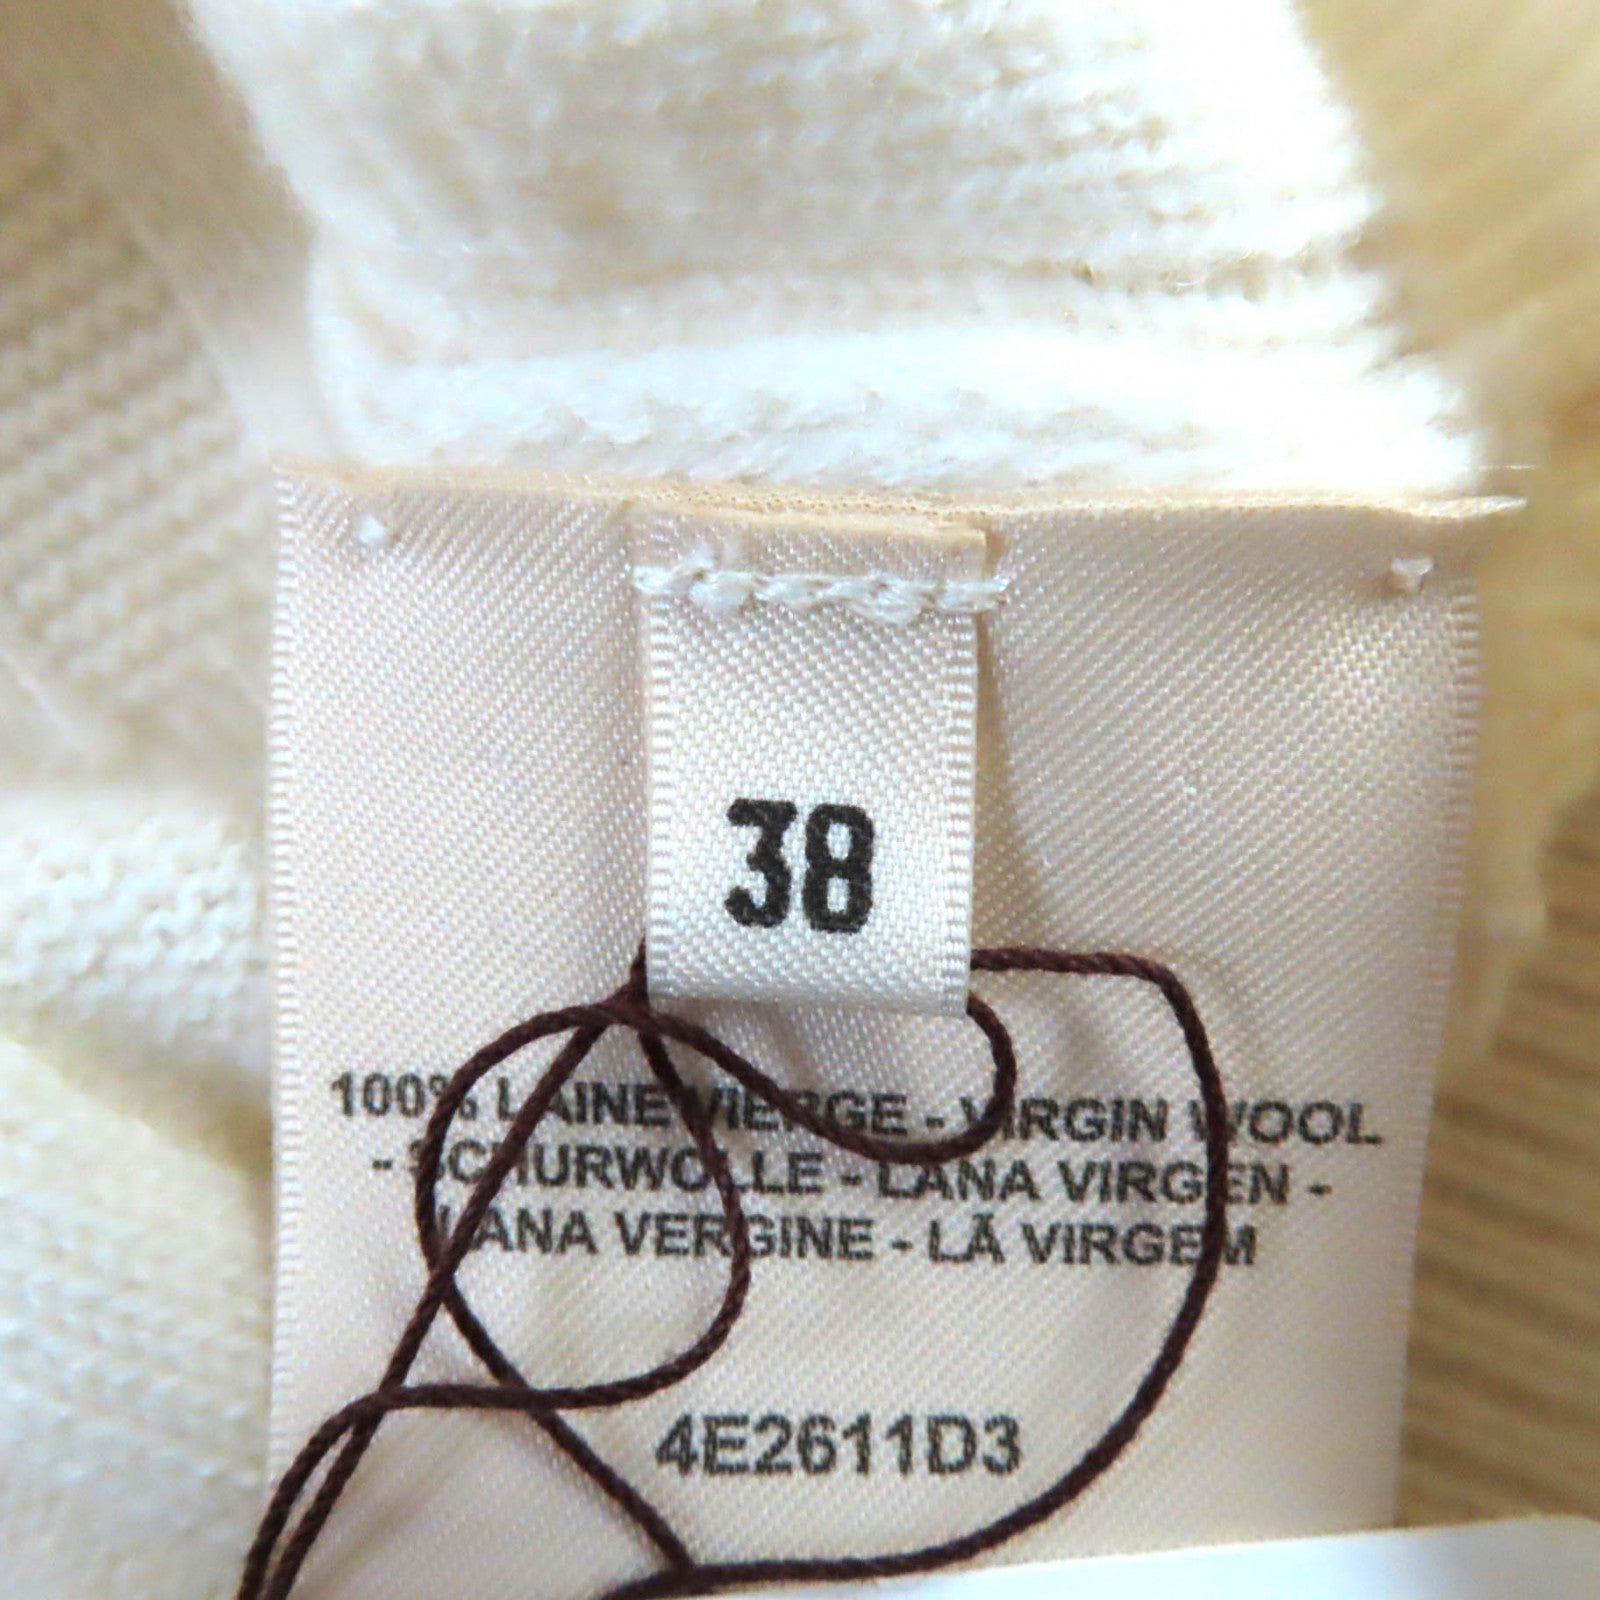 38
100% LAINE VIERGE - VIRGIN WOOL
- SCHURWOLLE - LANA VIRGEN -
LANA VERGINE - LÃ VIRGEM
4E2611D3